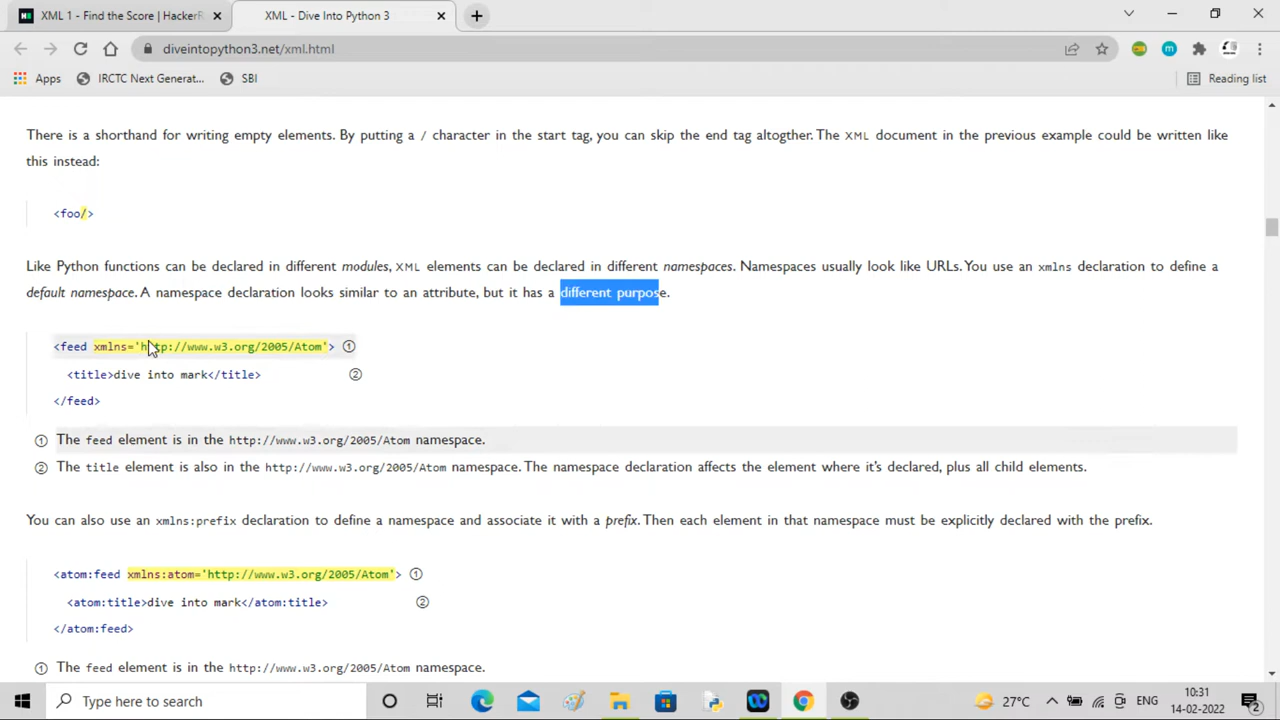 XML 1 - Find the Score | HackerR
XML - Dive Into Python 3
diveintopython3.net/xml.html
Apps
IRCTC Next Generat...
SBI
Reading list
There is a shorthand for writing empty elements. By putting a / character in the start tag, you can skip the end tag altogther. The XML document in the previous example could be written like
this instead:
<foo/>
Like Python functions can be declared in different modules, XML elements can be declared in different namespaces. Namespaces usually look like URLs. You use an xmlns declaration to define a
default namespace. A namespace declaration looks similar to an attribute, but it has a different purpose.
<feed xmlns='http://www.w3.org/2005/Atom'> ①
<title>dive into mark</title> ②
</feed>
① The feed element is in the http://www.w3.org/2005/Atom namespace.
② The title element is also in the http://www.w3.org/2005/Atom namespace. The namespace declaration affects the element where it's declared, plus all child elements.
You can also use an xmlns:prefix declaration to define a namespace and associate it with a prefix. Then each element in that namespace must be explicitly declared with the prefix.
<atom:feed xmlns:atom='http://www.w3.org/2005/Atom'> ①
<atom:title>dive into mark</atom:title> ②
</atom:feed>
① The feed element is in the http://www.w3.org/2005/Atom namespace.
Type here to search
27°C
ENG
10:31
14-02-2022
2